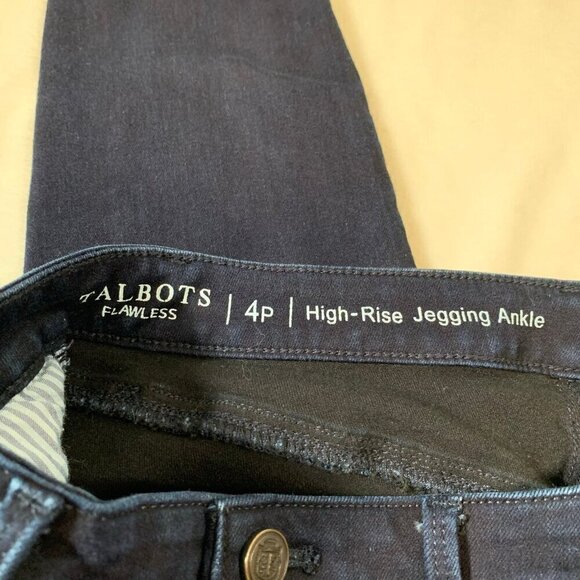 TALBOTS
FLAWLESS
4P
High-Rise Jegging Ankle